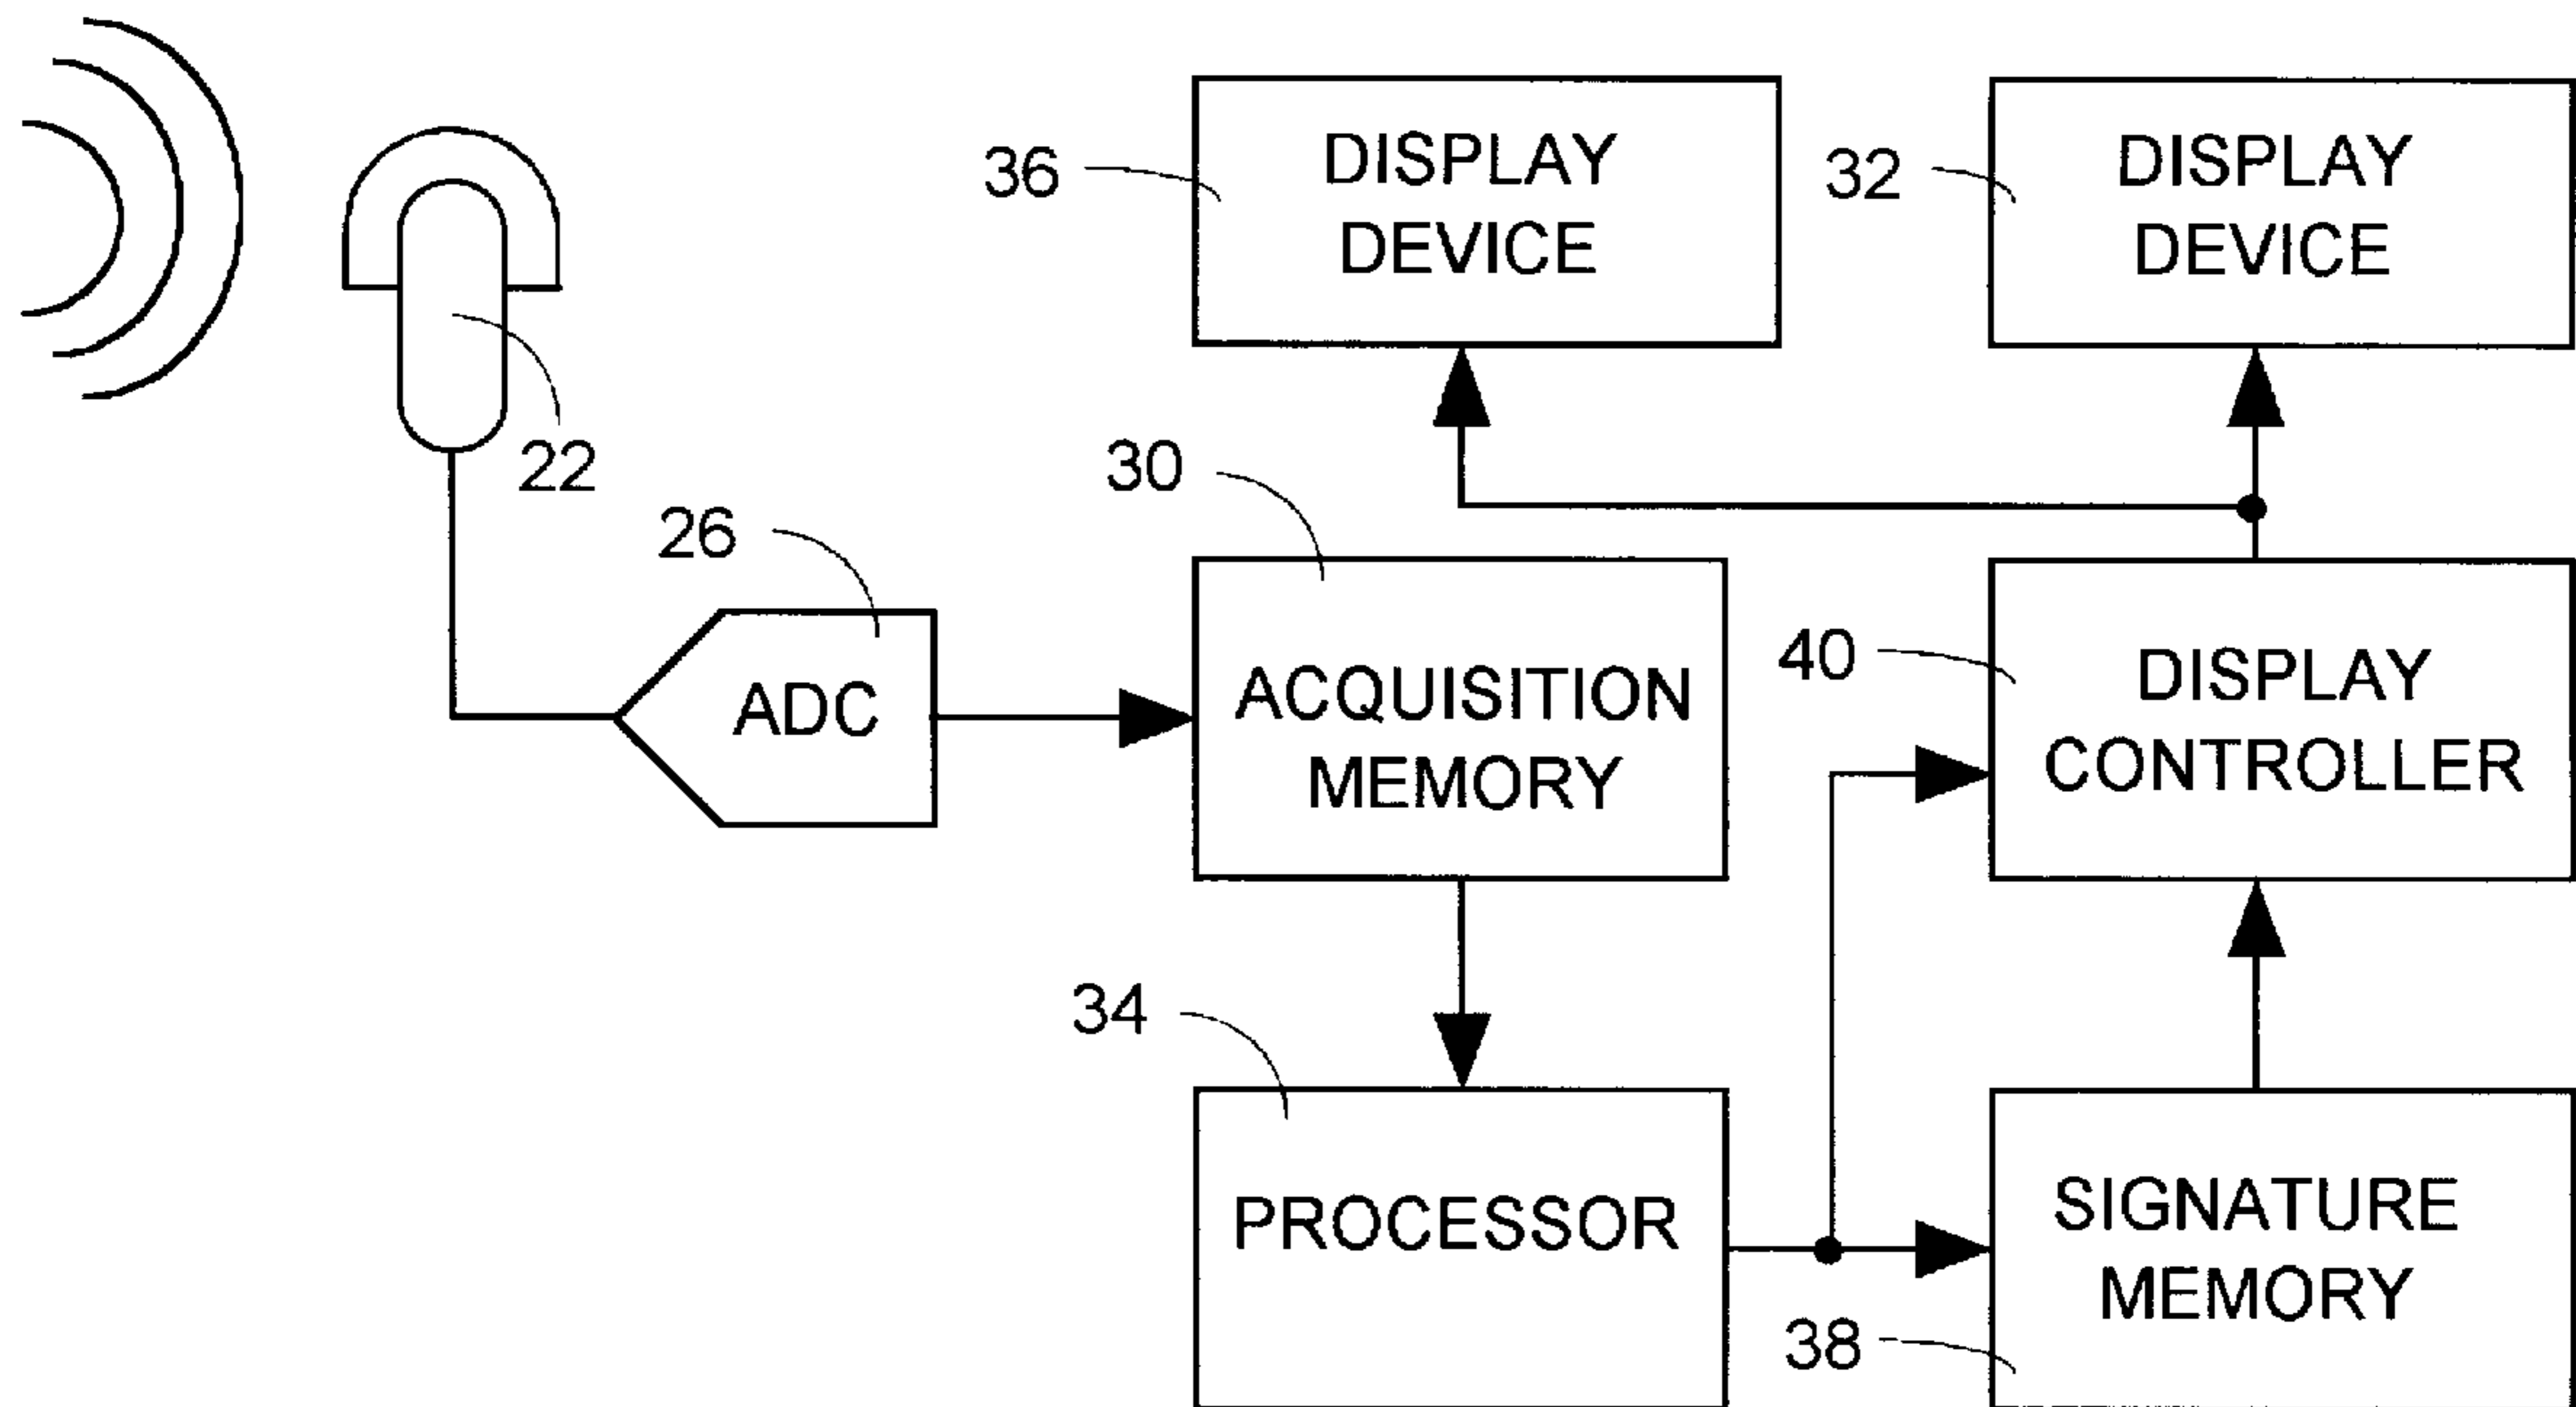 36
DISPLAY
DEVICE
32
DISPLAY
DEVICE
22
26
ADC
30
ACQUISITION
MEMORY
40
DISPLAY
CONTROLLER
34
PROCESSOR
38
SIGNATURE
MEMORY